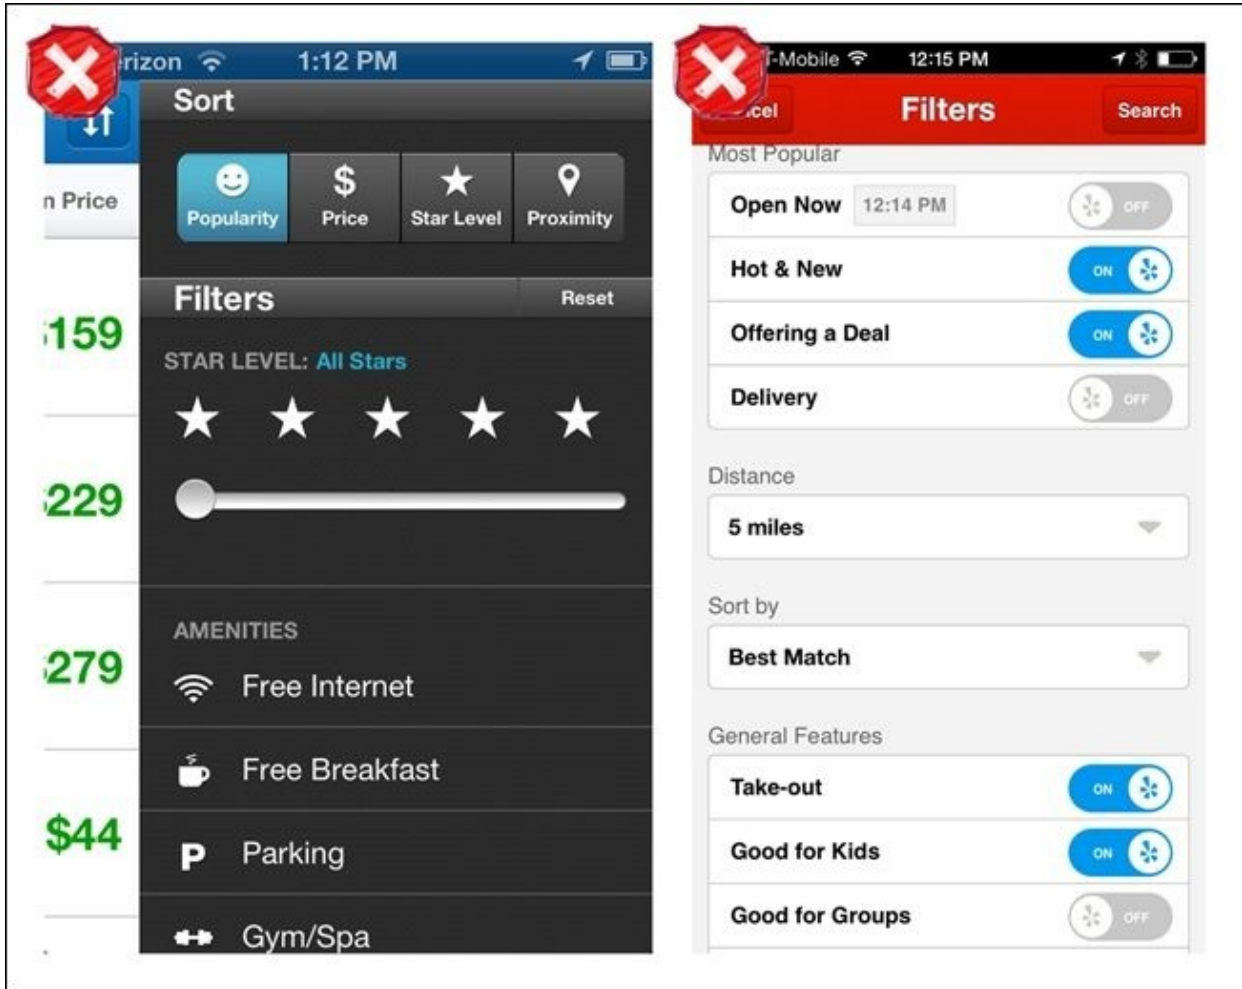 1:12 PM
Sort
Popularity
Price
Star Level
Proximity
n Price
Filters
Reset
STAR LEVEL: All Stars
$159
$229
$279
$44
AMENITIES
Free Internet
Free Breakfast
P
Parking
Gym/Spa
T-Mobile
12:15 PM
Filters
Search
Most Popular
Open Now
12:14 PM
OFF
Hot & New
ON
Offering a Deal
ON
Delivery
OFF
Distance
5 miles
Sort by
Best Match
General Features
Take-out
ON
Good for Kids
ON
Good for Groups
OFF